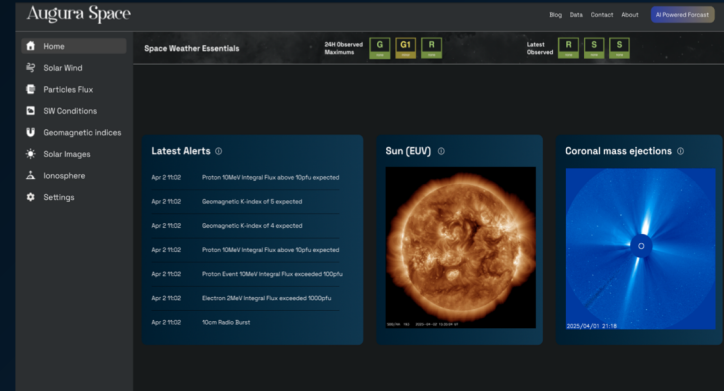 Augura Space
Blog Data Contact About AI Powered Forcast
Home
Solar Wind
Particles Flux
SW Conditions
Geomagnetic indices
Solar Images
Ionosphere
Settings
Space Weather Essentials
24H Observed
Maximums
G G1 R
Latest
Observed
R S S
Latest Alerts
Apr 2 11:02 Proton 10MeV Integral Flux above 10pfu expected
Apr 2 11:02 Geomagnetic K-index of 5 expected
Apr 2 11:02 Geomagnetic K-index of 4 expected
Apr 2 11:02 Proton 10MeV Integral Flux above 10pfu expected
Apr 2 11:02 Proton Event 10MeV Integral Flux exceeded 100pfu
Apr 2 11:02 Electron 2MeV Integral Flux exceeded 1000pfu
Apr 2 11:02 10cm Radio Burst
Sun (EUV)
Coronal mass ejections
2025/04/01 21:18